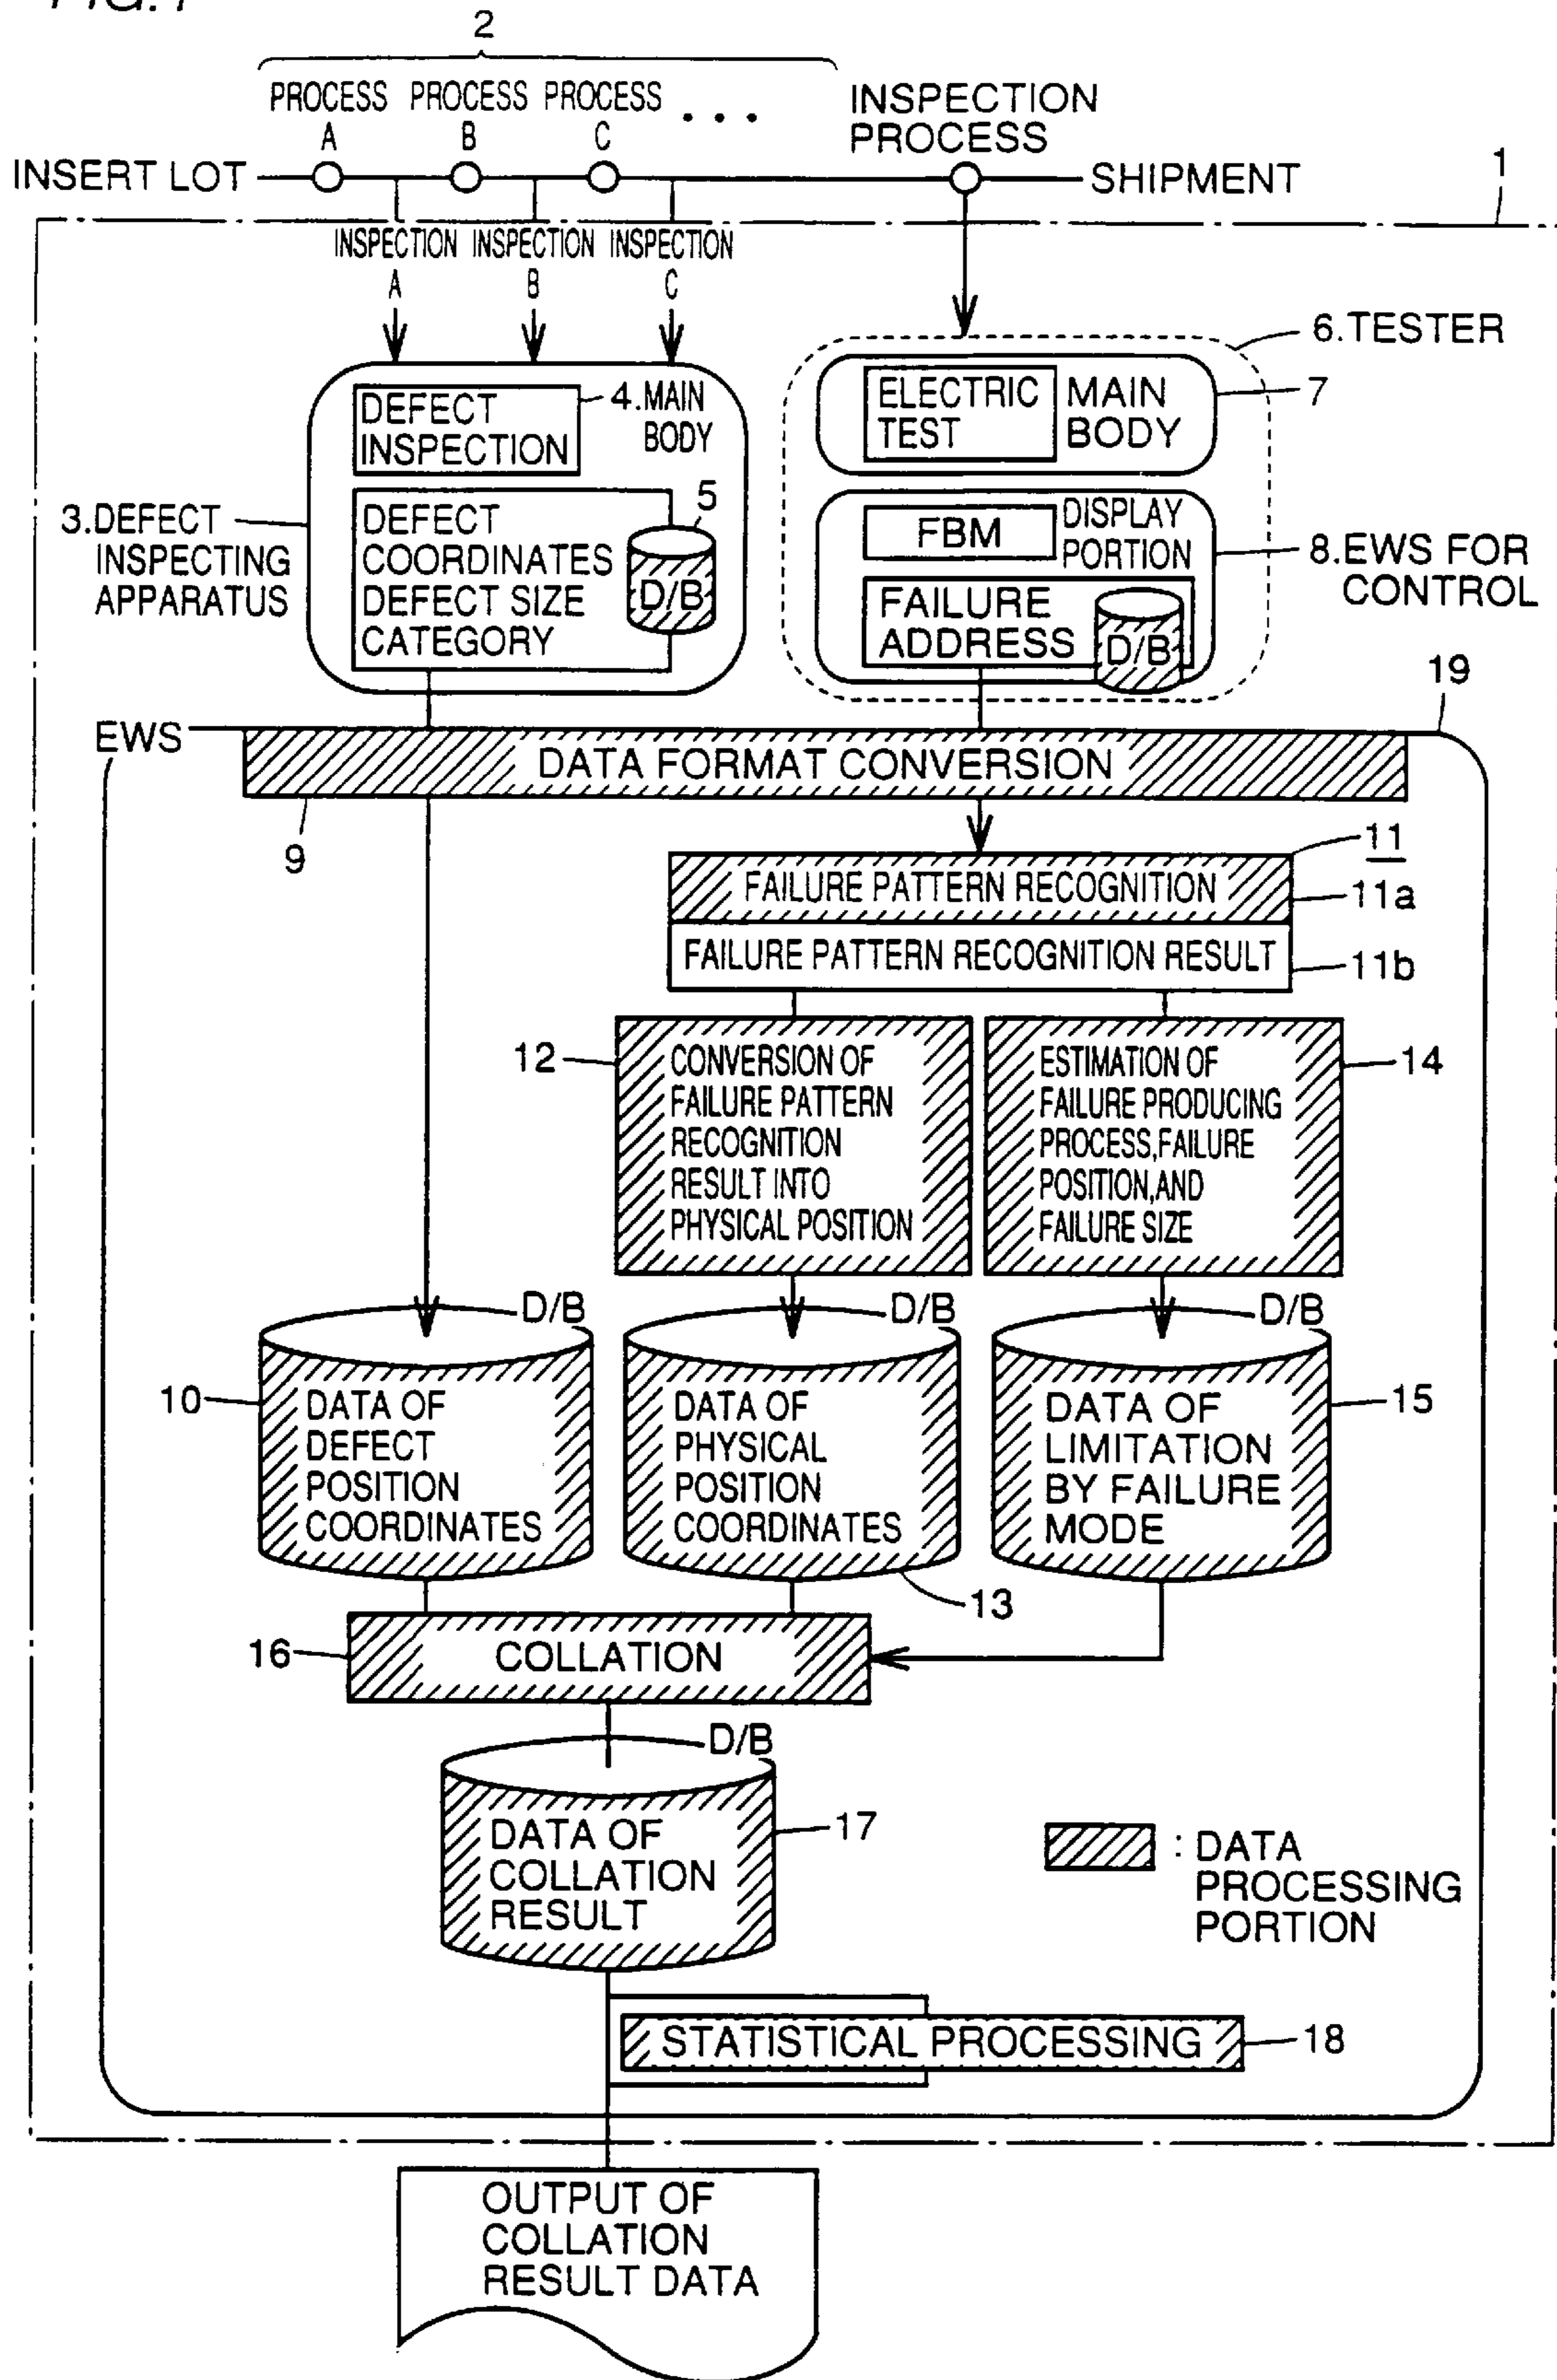 FIG.1
2
PROCESS PROCESS PROCESS
A B C ...
INSPECTION
PROCESS
INSERT LOT
SHIPMENT
1
INSPECTION INSPECTION INSPECTION
A B C
6.TESTER
DEFECT
INSPECTION
4.MAIN
BODY
ELECTRIC
TEST
MAIN
BODY
7
3.DEFECT
INSPECTING
APPARATUS
DEFECT
COORDINATES
DEFECT SIZE
CATEGORY
5
D/B
FBM
DISPLAY
PORTION
FAILURE
ADDRESS
D/B
8.EWS FOR
CONTROL
19
EWS
DATA FORMAT CONVERSION
9
11
FAILURE PATTERN RECOGNITION
11a
FAILURE PATTERN RECOGNITION RESULT
11b
12
CONVERSION OF
FAILURE PATTERN
RECOGNITION
RESULT INTO
PHYSICAL POSITION
ESTIMATION OF
FAILURE PRODUCING
PROCESS,FAILURE
POSITION,AND
FAILURE SIZE
14
D/B
D/B
D/B
10
DATA OF
DEFECT
POSITION
COORDINATES
DATA OF
PHYSICAL
POSITION
COORDINATES
13
DATA OF
LIMITATION
BY FAILURE
MODE
15
16
COLLATION
D/B
DATA OF
COLLATION
RESULT
17
: DATA
PROCESSING
PORTION
STATISTICAL PROCESSING
18
OUTPUT OF
COLLATION
RESULT DATA